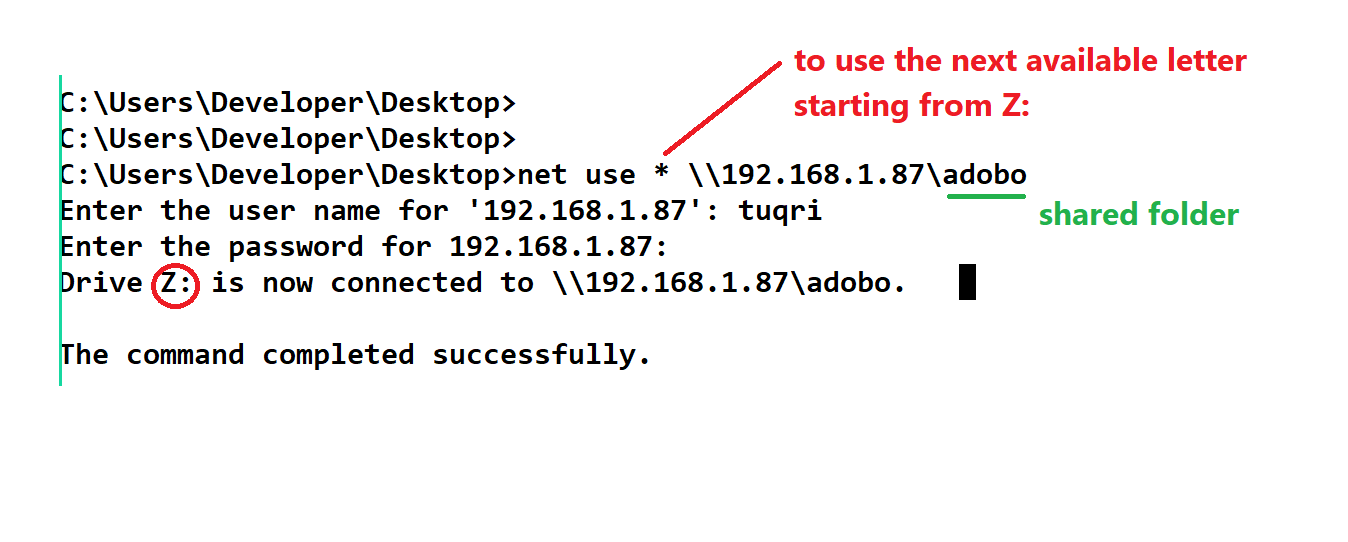 to use the next available letter
starting from Z:
C:\Users\Developer\Desktop>
C:\Users\Developer\Desktop>
C:\Users\Developer\Desktop>net use * \\192.168.1.87\adobo
Enter the user name for '192.168.1.87': tuqri
shared folder
Enter the password for 192.168.1.87:
Drive Z: is now connected to \\192.168.1.87\adobo.
The command completed successfully.